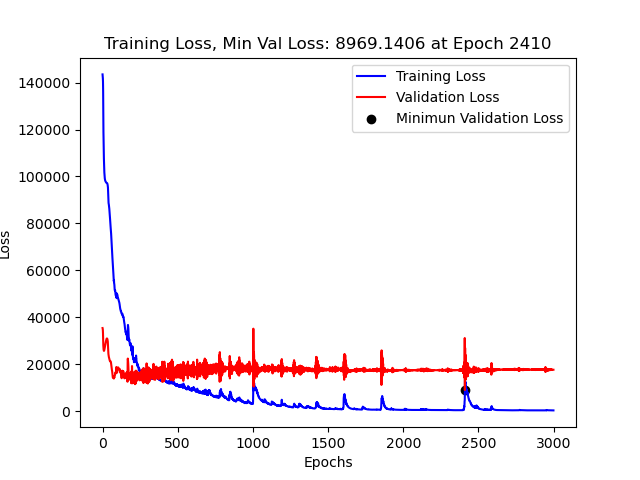 Training Loss, Min Val Loss: 8969.1406 at Epoch 2410
Training Loss
Validation Loss
Minimun Validation Loss
140000
120000
100000
80000
60000
40000
20000
0
Loss
0 500 1000 1500 2000 2500 3000
Epochs